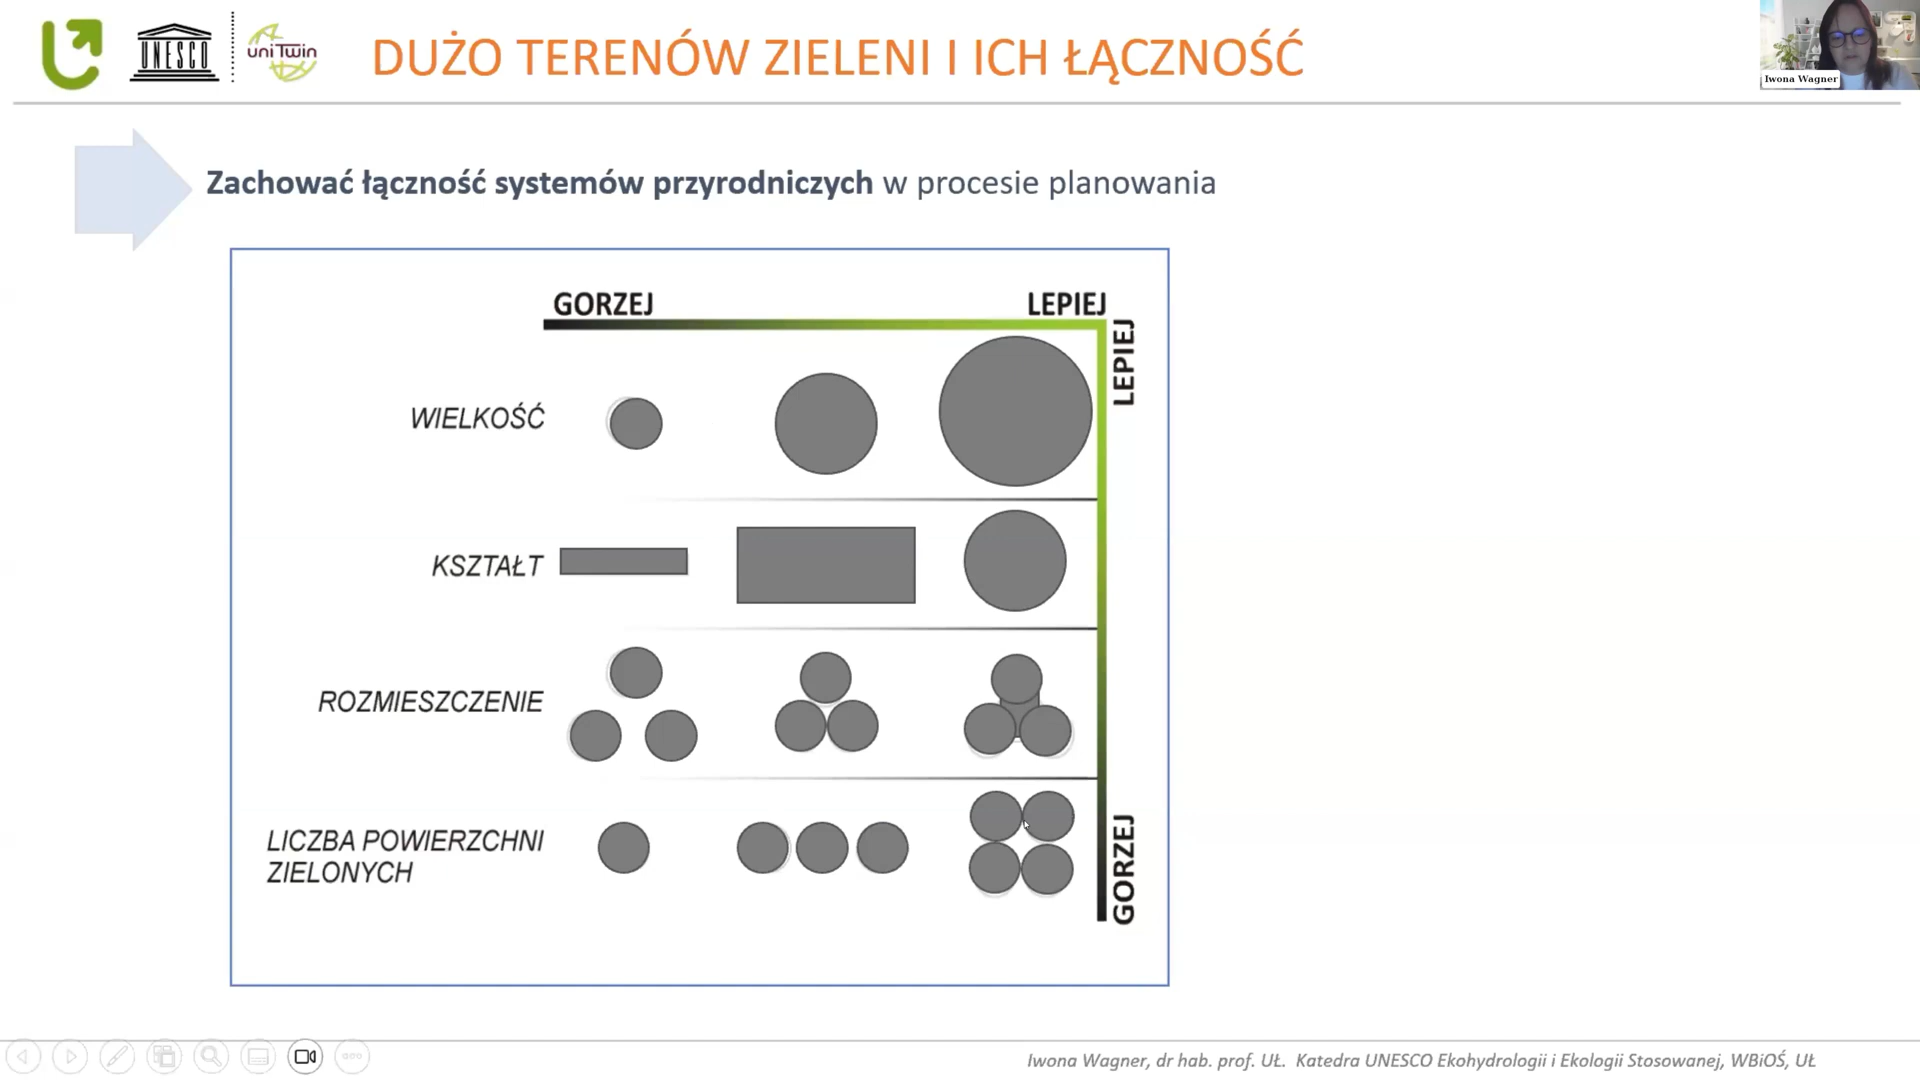 UNESCO
uniTwin
DUŻO TERENÓW ZIELENI I ICH ŁĄCZNOŚĆ
Iwona Wagner
Zachować łączność systemów przyrodniczych w procesie planowania
GORZEJ
LEPIEJ
LEPIEJ
WIELKOŚĆ
KSZTAŁT
ROZMIESZCZENIE
LICZBA POWIERZCHNI
ZIELONYCH
GORZEJ
Iwona Wagner, dr hab. prof. UŁ. Katedra UNESCO Ekohydrologii i Ekologii Stosowanej, WBiOŚ, UŁ